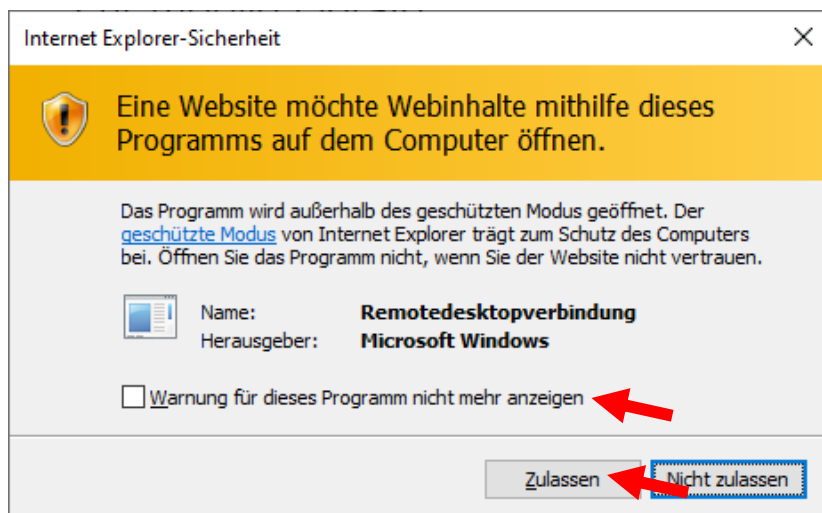 Internet Explorer-Sicherheit
Eine Website möchte Webinhalte mithilfe dieses
Programms auf dem Computer öffnen.
Das Programm wird außerhalb des geschützten Modus geöffnet. Der
geschützte Modus von Internet Explorer trägt zum Schutz des Computers
bei. Öffnen Sie das Programm nicht, wenn Sie der Website nicht vertrauen.
Name: Remotedesktopverbindung
Herausgeber: Microsoft Windows
Warnung für dieses Programm nicht mehr anzeigen
Zulassen Nicht zulassen